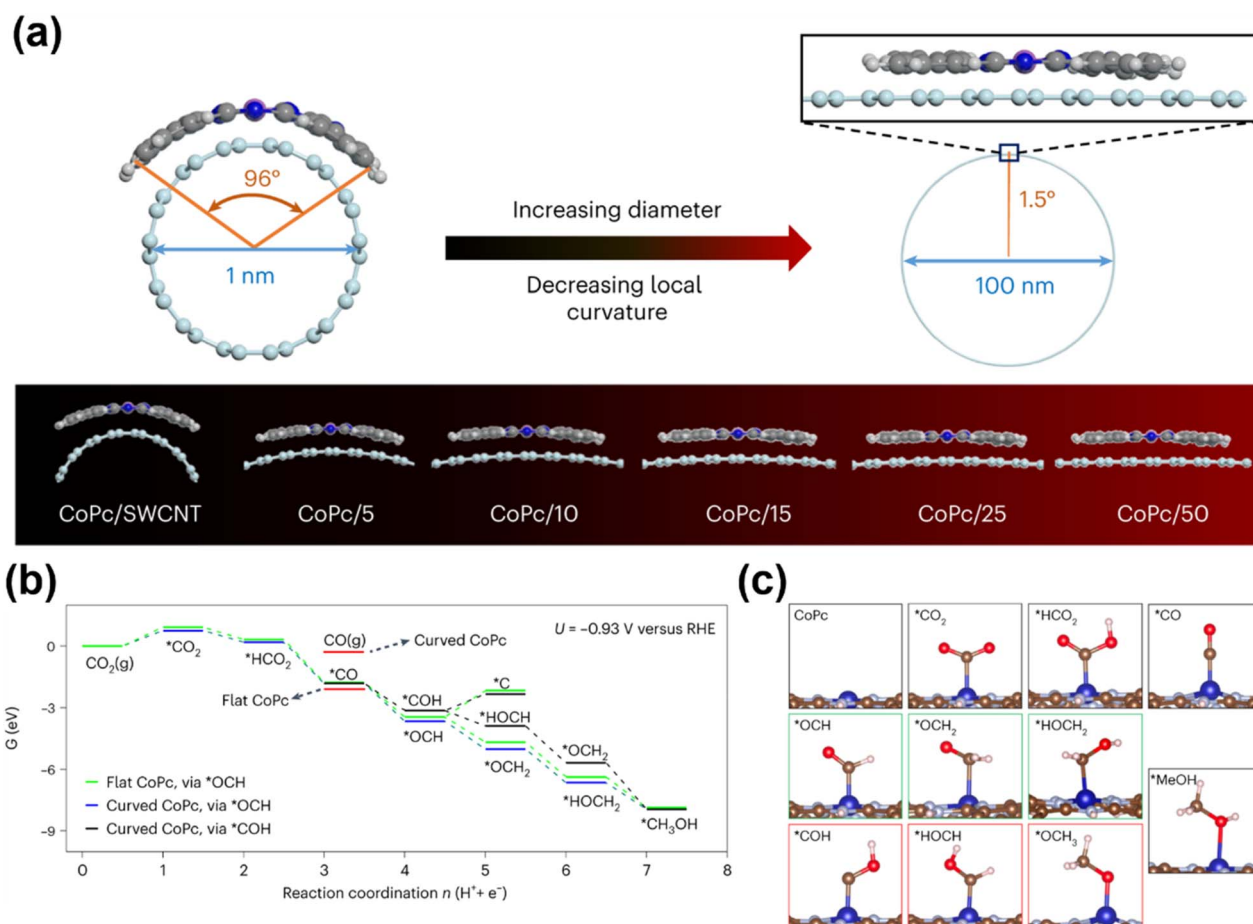 (a)
96°
1 nm
Increasing diameter
Decreasing local
curvature
1.5°
100 nm
CoPc/SWCNT
CoPc/5
CoPc/10
CoPc/15
CoPc/25
CoPc/50
(b)
G (eV)
0
−3
−6
−9
CO₂(g)
*CO₂
*HCO₂
CO(g)
Curved CoPc
U = −0.93 V versus RHE
*CO
Flat CoPc
*COH
*OCH
*C
*HOCH
*OCH₂
*OCH₂
*HOCH₂
*CH₃OH
Flat CoPc, via *OCH
Curved CoPc, via *OCH
Curved CoPc, via *COH
0
1
2
3
4
5
6
7
8
Reaction coordination n (H⁺+ e⁻)
(c)
CoPc
*CO₂
*HCO₂
*CO
*OCH
*OCH₂
*HOCH₂
*MeOH
*COH
*HOCH
*OCH₃